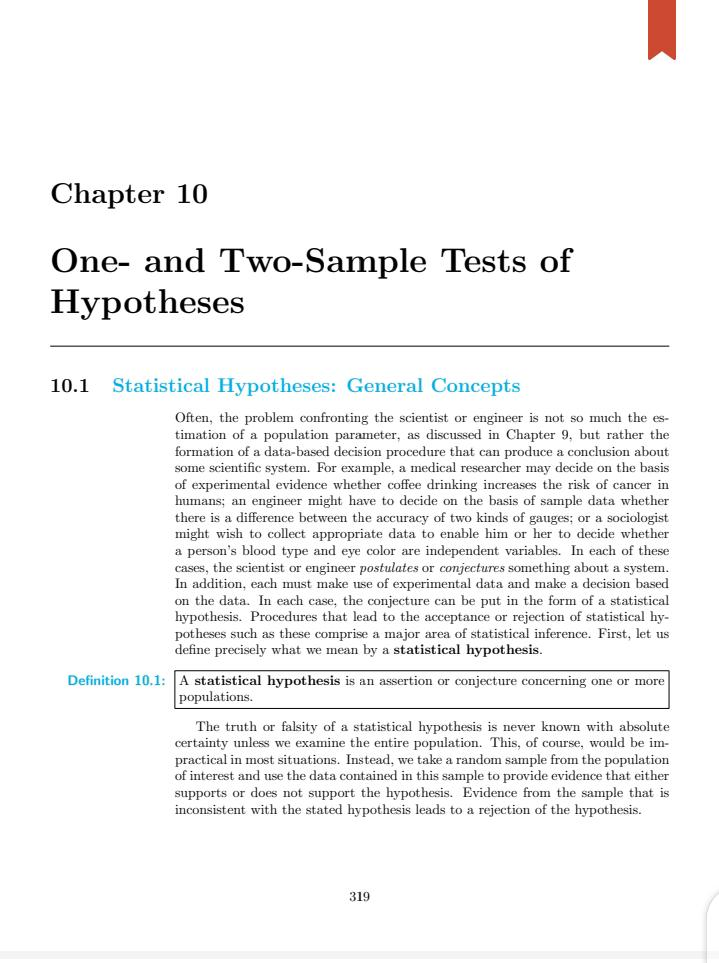 Chapter 10
One- and Two-Sample Tests of
Hypotheses
10.1 Statistical Hypotheses: General Concepts
Often, the problem confronting the scientist or engineer is not so much the es-
timation of a population parameter, as discussed in Chapter 9, but rather the
formation of a data-based decision procedure that can produce a conclusion about
some scientific system. For example, a medical researcher may decide on the basis
of experimental evidence whether coffee drinking increases the risk of cancer in
humans; an engineer might have to decide on the basis of sample data whether
there is a difference between the accuracy of two kinds of gauges; or a sociologist
might wish to collect appropriate data to enable him or her to decide whether
a person's blood type and eye color are independent variables. In each of these
cases, the scientist or engineer postulates or conjectures something about a system.
In addition, each must make use of experimental data and make a decision based
on the data. In each case, the conjecture can be put in the form of a statistical
hypothesis. Procedures that lead to the acceptance or rejection of statistical hy-
potheses such as these comprise a major area of statistical inference. First, let us
define precisely what we mean by a statistical hypothesis.
Definition 10.1: A statistical hypothesis is an assertion or conjecture concerning one or more
populations.
The truth or falsity of a statistical hypothesis is never known with absolute
certainty unless we examine the entire population. This, of course, would be im-
practical in most situations. Instead, we take a random sample from the population
of interest and use the data contained in this sample to provide evidence that either
supports or does not support the hypothesis. Evidence from the sample that is
inconsistent with the stated hypothesis leads to a rejection of the hypothesis.
319